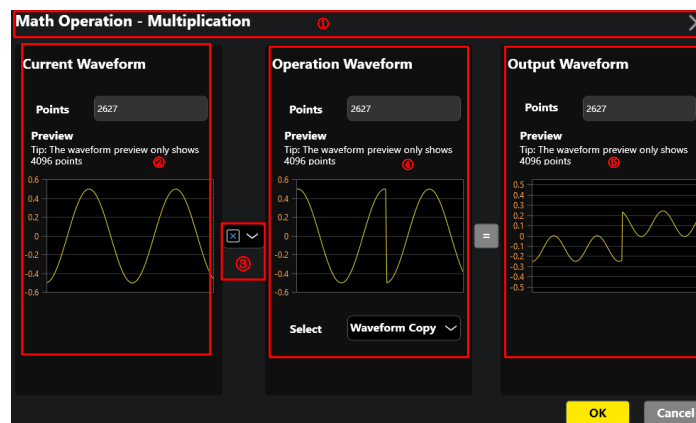 Math Operation - Multiplication
①
Current Waveform
Points 2627
Preview
Tip: The waveform preview only shows
4096 points
②
0.6
0.4
0.2
0
-0.2
-0.4
-0.6
③
Operation Waveform
Points 2627
Preview
Tip: The waveform preview only shows
4096 points
④
0.6
0.4
0.2
0
-0.2
-0.4
-0.6
Select Waveform Copy
=
Output Waveform
Points 2627
Preview
Tip: The waveform preview only shows
4096 points
⑤
0.5
0.4
0.3
0.2
0.1
0
-0.1
-0.2
-0.3
-0.4
-0.5
OK Cancel